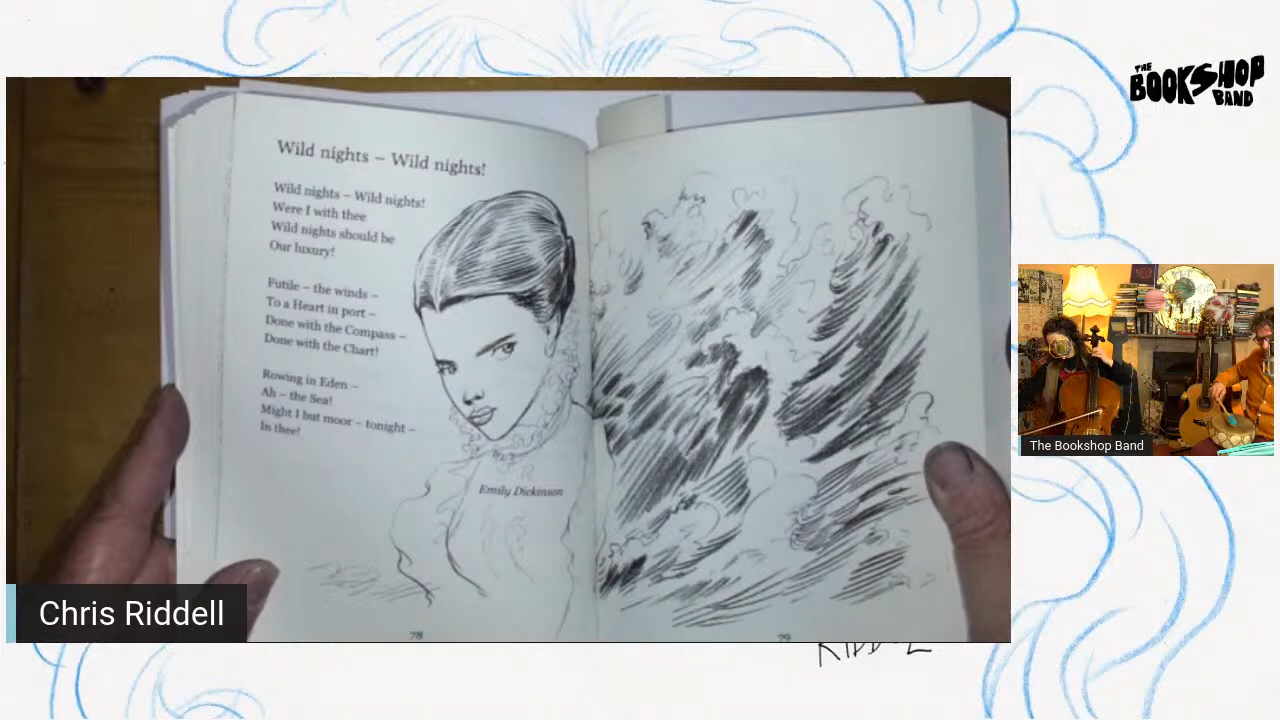 THE
BOOKSHOP
BAND
Wild nights – Wild nights!
Wild nights – Wild nights!
Were I with thee
Wild nights should be
Our luxury!
Futile – the winds –
To a Heart in port –
Done with the Compass –
Done with the Chart!
Rowing in Eden –
Ah – the Sea!
Might I but moor – tonight –
In thee!
Emily Dickinson
78
79
The Bookshop Band
Chris Riddell